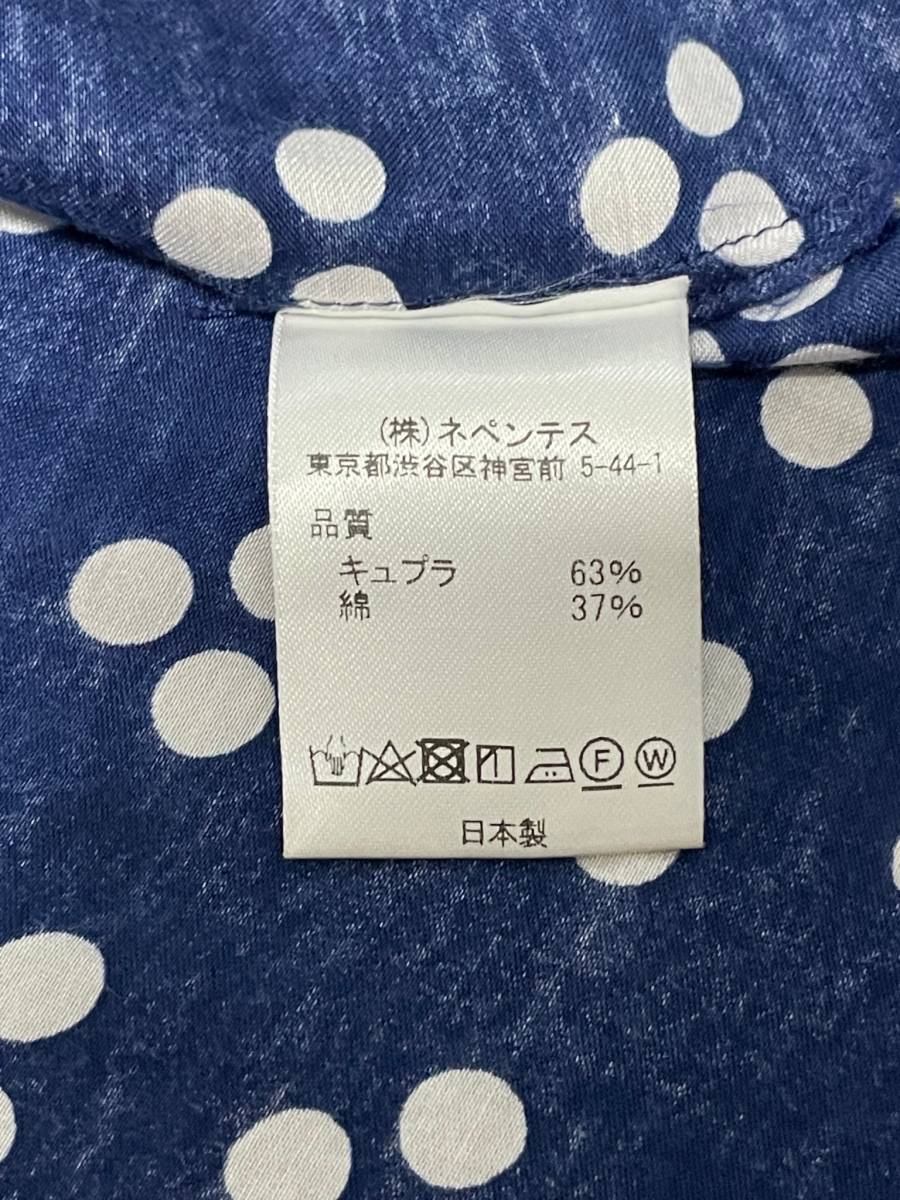 (株)ネペンテス
東京都渋谷区神宮前 5-44-1
品質
キュプラ 63%
綿 37%
F W
日本製